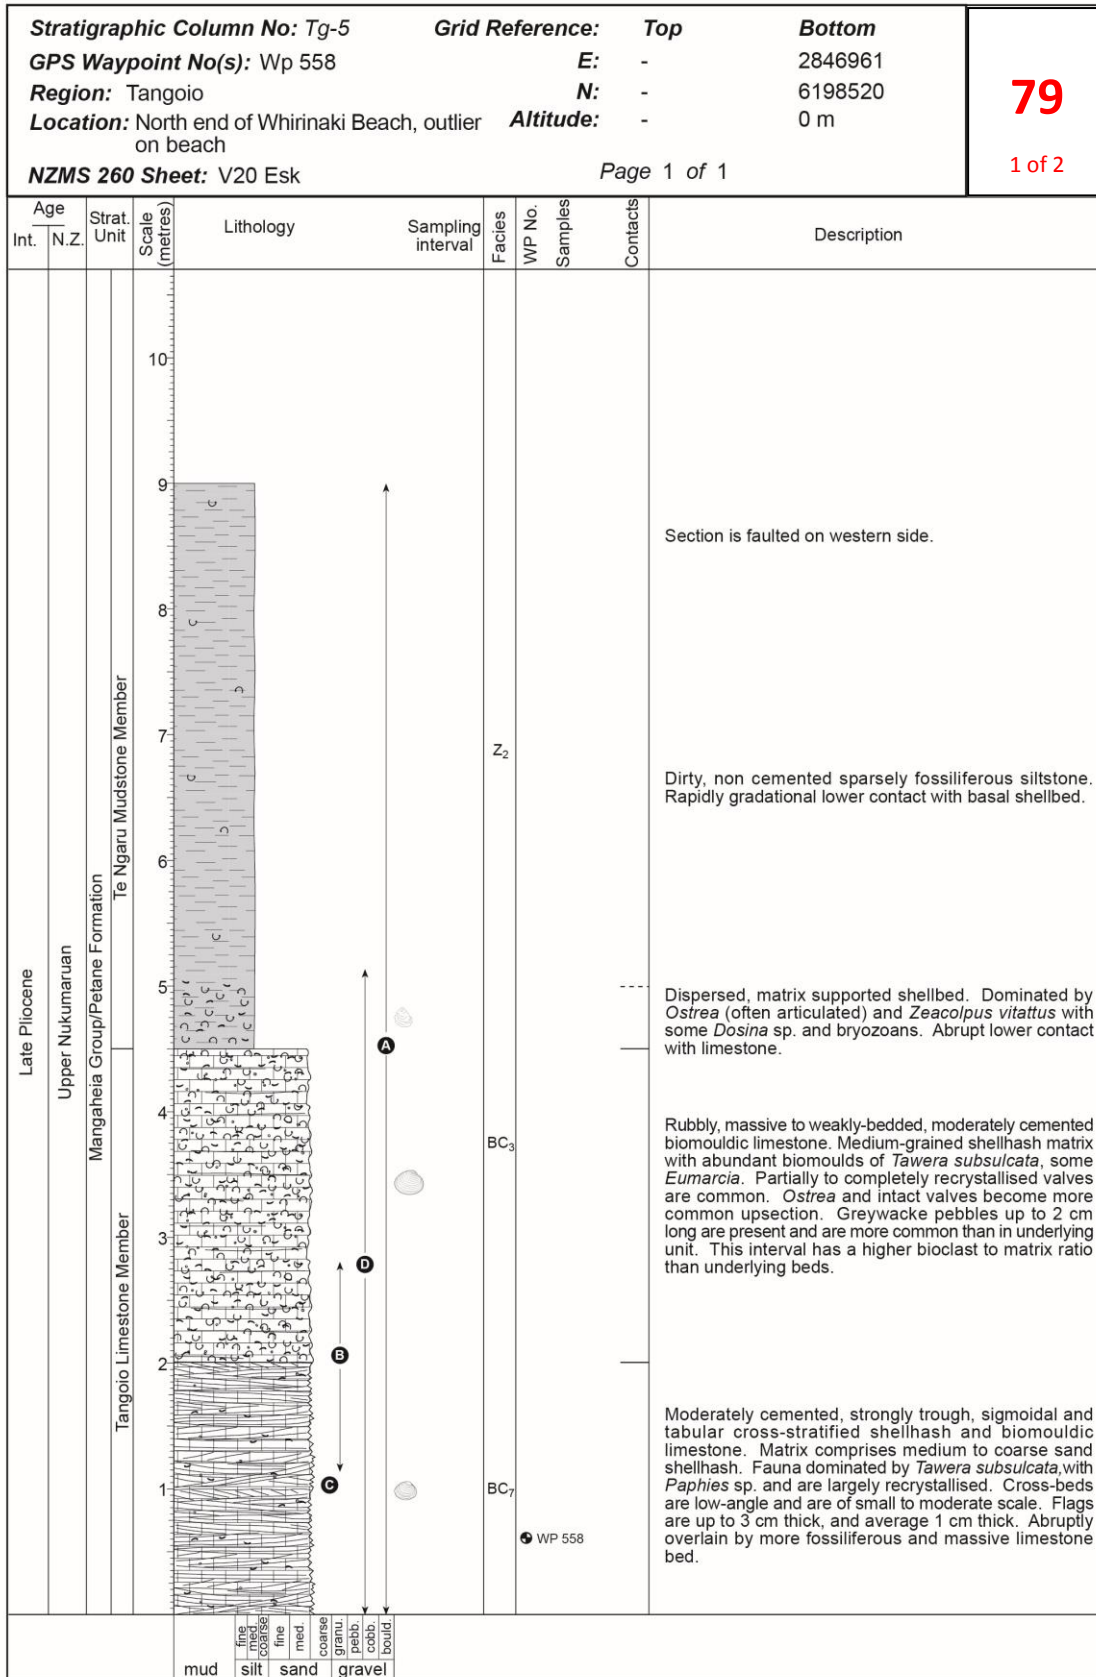 Stratigraphic Column No: Tg-5
Grid Reference: Top Bottom
GPS Waypoint No(s): Wp 558
E: - 2846961
Region: Tangoio
N: - 6198520
Location: North end of Whirinaki Beach, outlier on beach
Altitude: - 0 m
NZMS 260 Sheet: V20 Esk
Page 1 of 1
79
1 of 2
Age
Int. N.Z.
Strat. Unit
Scale (metres)
Lithology
Sampling interval
Facies
WP No.
Samples
Contacts
Description
Late Pliocene
Upper Nukumaruan
Mangaheia Group/Petane Formation
Te Ngaru Mudstone Member
Tangoio Limestone Member
10
9
8
7
6
5
4
3
2
1
A
D
B
C
Z2
BC3
BC7
WP 558
Section is faulted on western side.
Dirty, non cemented sparsely fossiliferous siltstone.
Rapidly gradational lower contact with basal shellbed.
Dispersed, matrix supported shellbed. Dominated by
Ostrea (often articulated) and Zeacolpus vitattus with
some Dosina sp. and bryozoans. Abrupt lower contact
with limestone.
Rubbly, massive to weakly-bedded, moderately cemented
biomouldic limestone. Medium-grained shellhash matrix
with abundant biomoulds of Tawera subsulcata, some
Eumarcia. Partially to completely recrystallised valves
are common. Ostrea and intact valves become more
common upsection. Greywacke pebbles up to 2 cm
long are present and are more common than in underlying
unit. This interval has a higher bioclast to matrix ratio
than underlying beds.
Moderately cemented, strongly trough, sigmoidal and
tabular cross-stratified shellhash and biomouldic
limestone. Matrix comprises medium to coarse sand
shellhash. Fauna dominated by Tawera subsulcata,with
Paphies sp. and are largely recrystallised. Cross-beds
are low-angle and are of small to moderate scale. Flags
are up to 3 cm thick, and average 1 cm thick. Abruptly
overlain by more fossiliferous and massive limestone
bed.
fine
med.
coarse
fine
med.
coarse
granu.
pebb.
cobb.
bould.
mud silt sand gravel